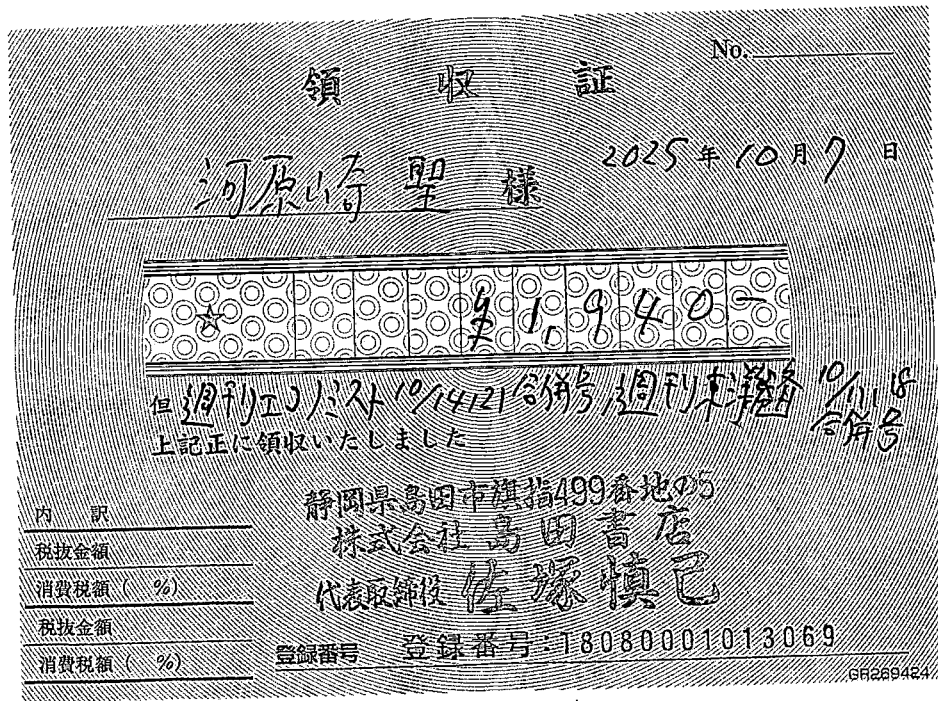 No.
領収証
2025年10月7日
河原崎 聖 様
☆ ¥1,940-
但 週刊エコノミスト10/14,21合併号 週刊東洋経済 10/11,18
合併号
上記正に領収いたしました
静岡県島田市旗指499番地の5
株式会社 島田書店
代表取締役 佐塚慎己
内 訳
税抜金額
消費税額( %)
税抜金額
消費税額( %)
登録番号 登録番号:T8080001013069
GR269424